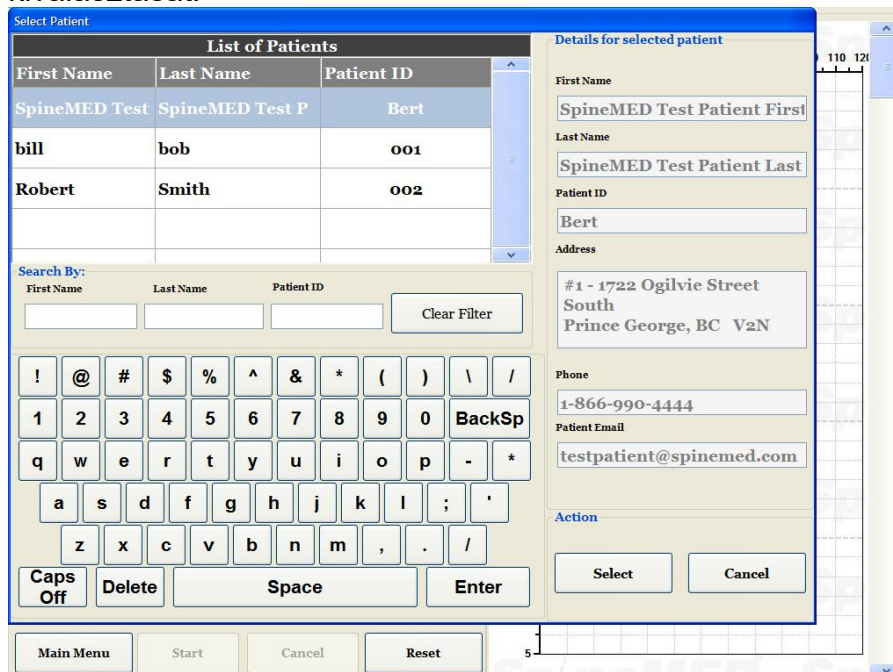 Select Patient
List of Patients
First Name Last Name Patient ID
SpineMED Test SpineMED Test P Bert
bill bob 001
Robert Smith 002
Search By:
First Name Last Name Patient ID
Clear Filter
! @ # $ % ^ & * ( ) \ /
1 2 3 4 5 6 7 8 9 0 BackSp
q w e r t y u i o p - *
a s d f g h j k l ; '
z x c v b n m , . /
Caps Off Delete Space Enter
Details for selected patient
First Name
SpineMED Test Patient First
Last Name
SpineMED Test Patient Last
Patient ID
Bert
Address
#1 - 1722 Ogilvie Street
South
Prince George, BC V2N
Phone
1-866-990-4444
Patient Email
testpatient@spinemed.com
Action
Select Cancel
110 120
Main Menu Start Cancel Reset
5
SpineMED